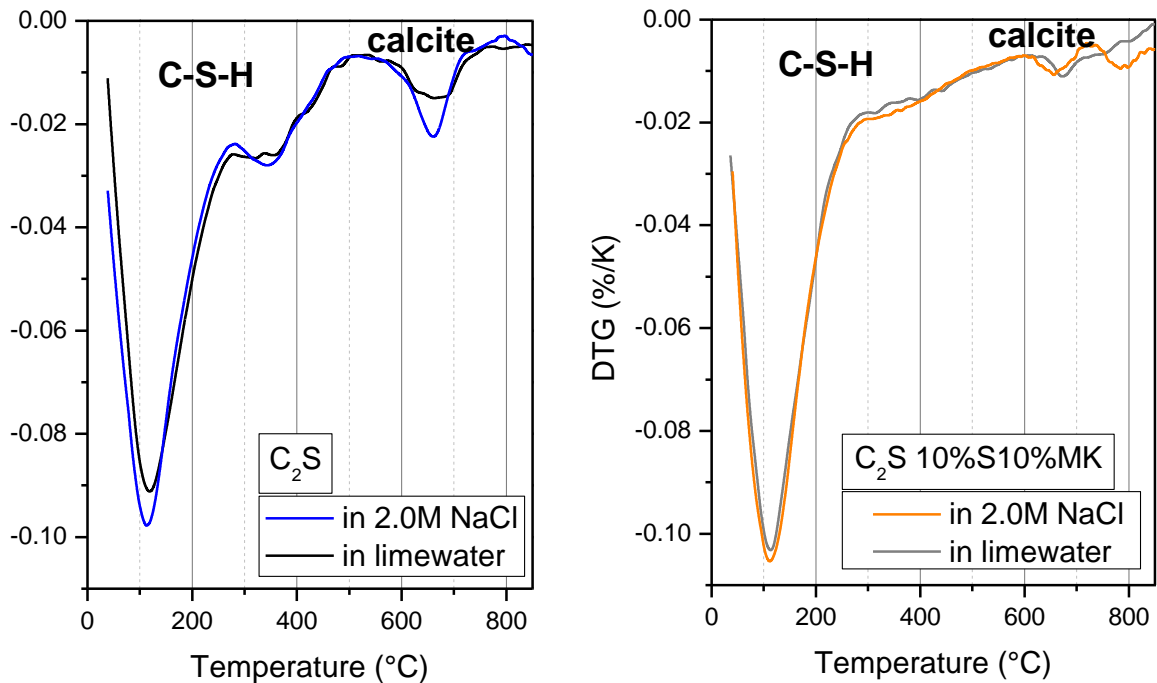 0.00
-0.02
-0.04
-0.06
-0.08
-0.10
C-S-H
calcite
C₂S
in 2.0M NaCl
in limewater
0
200
400
600
800
Temperature (°C)
DTG (%/K)
0.00
-0.02
-0.04
-0.06
-0.08
-0.10
C-S-H
calcite
C₂S 10%S10%MK
in 2.0M NaCl
in limewater
0
200
400
600
800
Temperature (°C)